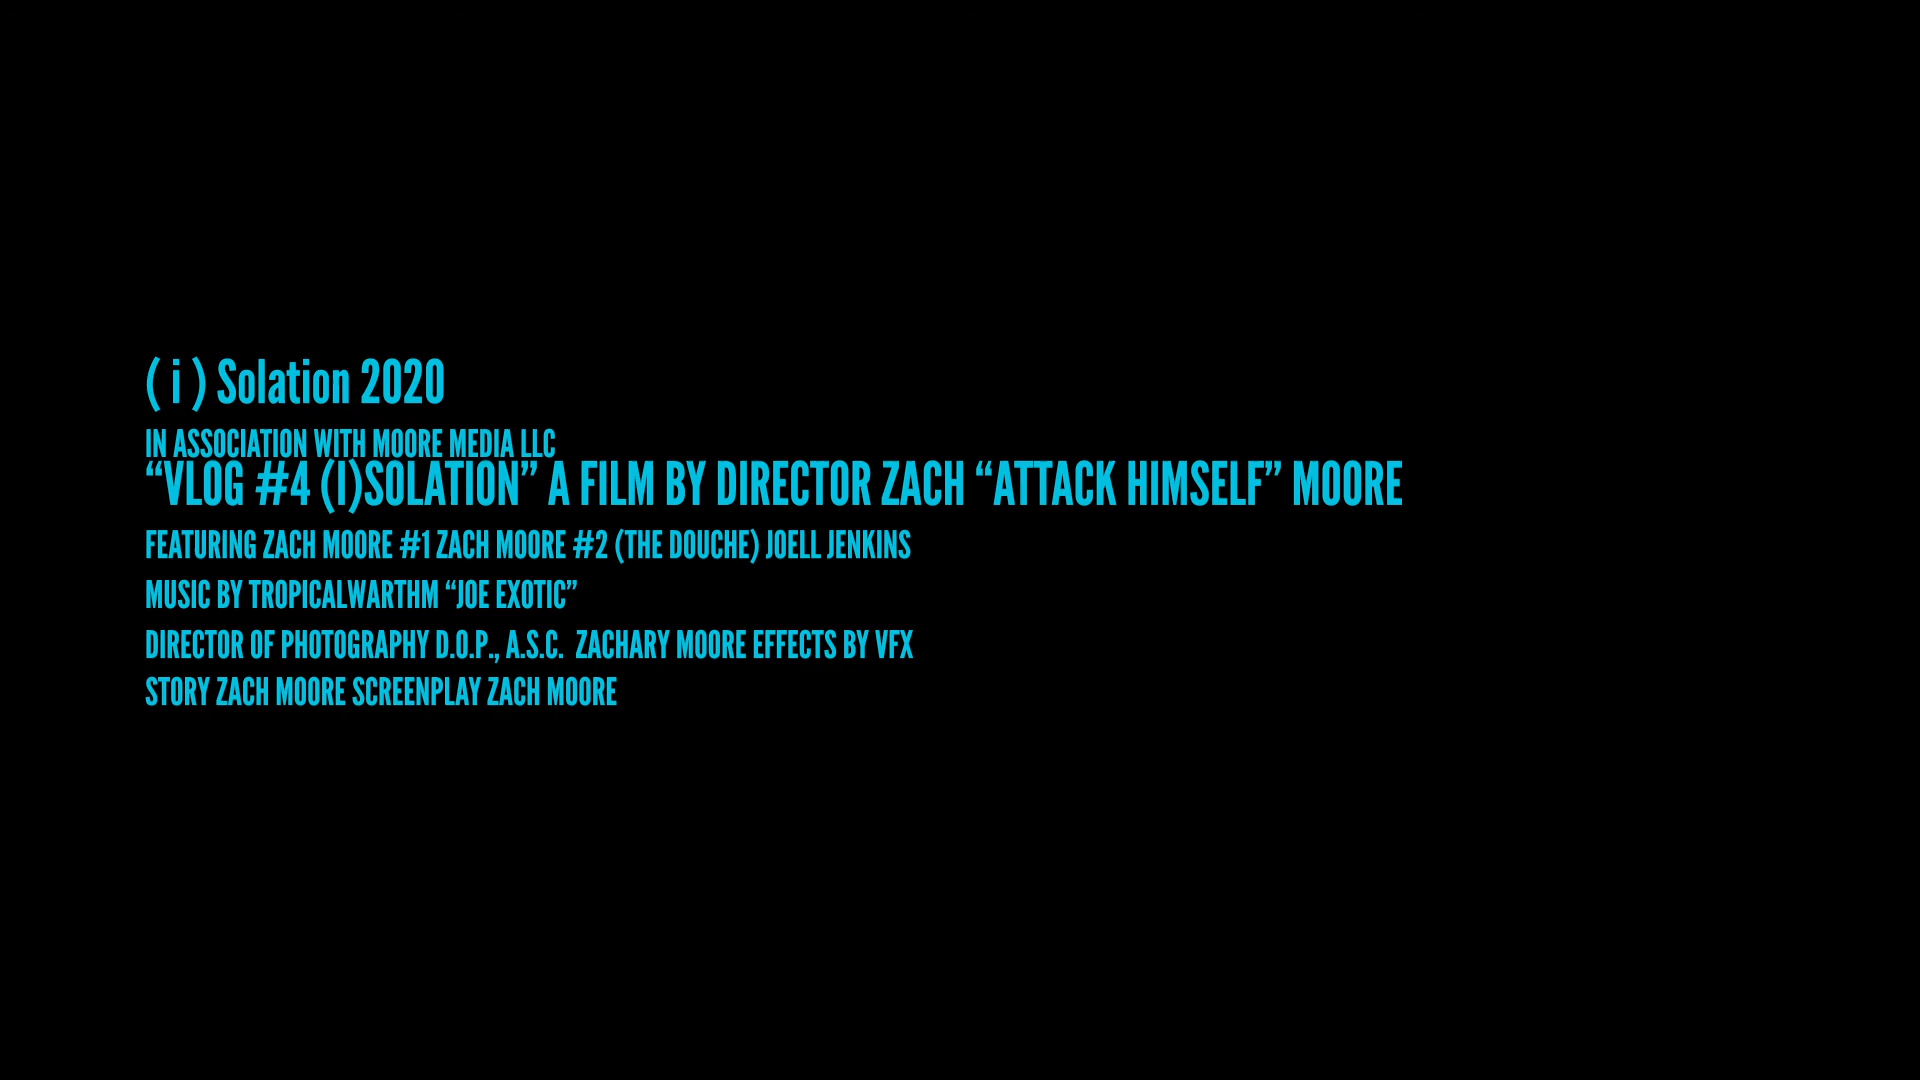 ( i ) Solation 2020
IN ASSOCIATION WITH MOORE MEDIA LLC
“VLOG #4 (I)SOLATION” A FILM BY DIRECTOR ZACH “ATTACK HIMSELF” MOORE
FEATURING ZACH MOORE #1 ZACH MOORE #2 (THE DOUCHE) JOELL JENKINS
MUSIC BY TROPICALWARTHM “JOE EXOTIC”
DIRECTOR OF PHOTOGRAPHY D.O.P., A.S.C.  ZACHARY MOORE EFFECTS BY VFX
STORY ZACH MOORE SCREENPLAY ZACH MOORE